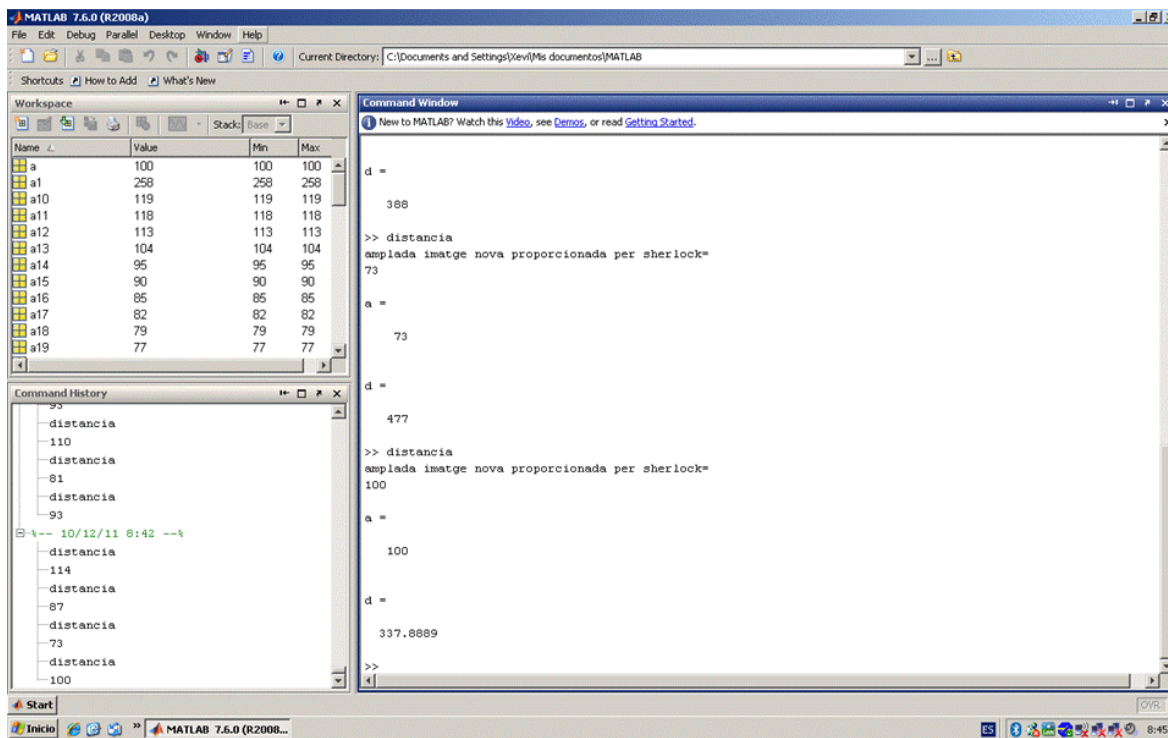 MATLAB 7.6.0 (R2008a)
File Edit Debug Parallel Desktop Window Help
Current Directory: C:\Documents and Settings\Xevi\Mis documentos\MATLAB
Shortcuts How to Add What's New
Workspace
Stack: Base
Name Value Min Max
a 100 100 100
a1 258 258 258
a10 119 119 119
a11 118 118 118
a12 113 113 113
a13 104 104 104
a14 95 95 95
a15 90 90 90
a16 85 85 85
a17 82 82 82
a18 79 79 79
a19 77 77 77
Command History
93
distancia
110
distancia
81
distancia
93
%-- 10/12/11 8:42 --%
distancia
114
distancia
87
distancia
73
distancia
100
Command Window
New to MATLAB? Watch this Video, see Demos, or read Getting Started.
d =
388
>> distancia
amplada imatge nova proporcionada per sherlock=
73
a =
73
d =
477
>> distancia
amplada imatge nova proporcionada per sherlock=
100
a =
100
d =
337.8889
>>
Start
OVR
Inicio
MATLAB 7.6.0 (R2008...
ES
8:45